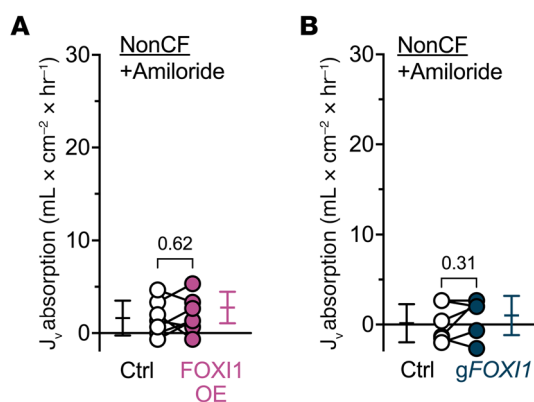 A
NonCF
+Amiloride
Jv absorption (mL × cm⁻² × hr⁻¹)
30
20
10
0
0.62
Ctrl
FOXI1
OE
B
NonCF
+Amiloride
Jv absorption (mL × cm⁻² × hr⁻¹)
30
20
10
0
0.31
Ctrl
gFOXI1